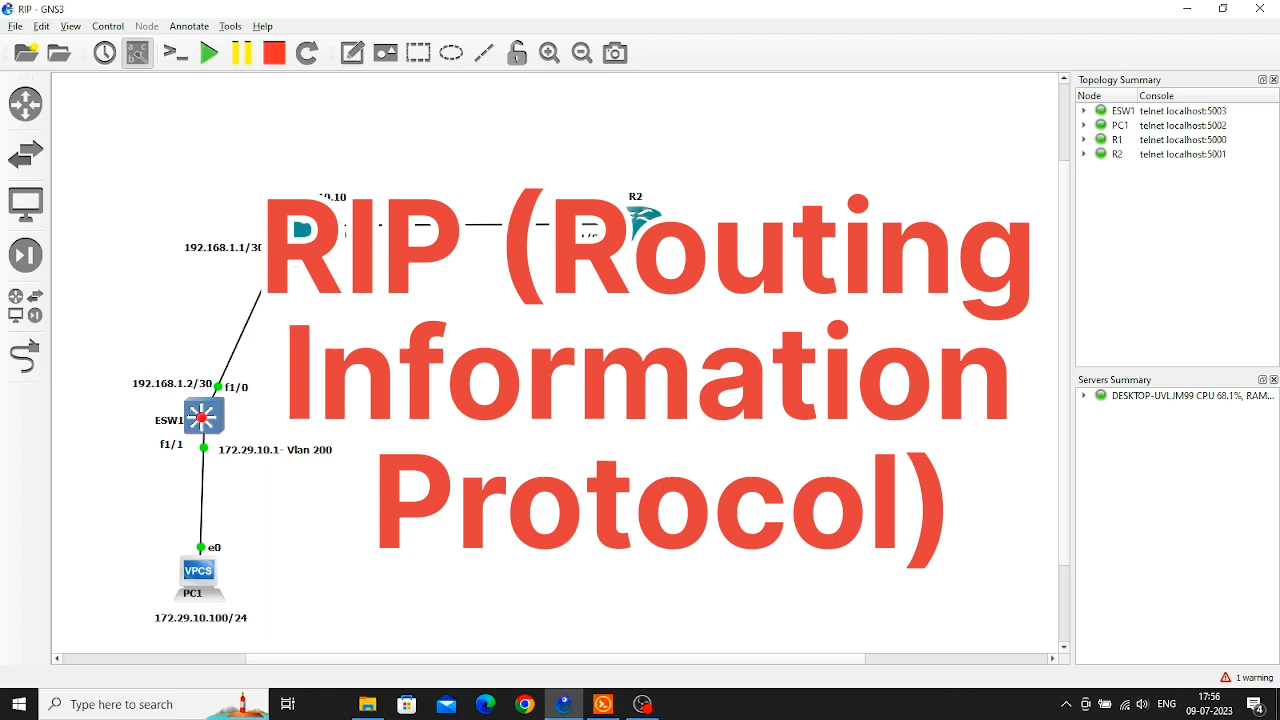 RIP - GNS3
File Edit View Control Node Annotate Tools Help
Topology Summary
Node Console
ESW1 telnet localhost:5003
PC1 telnet localhost:5002
R1 telnet localhost:5000
R2 telnet localhost:5001
R2
192.168.1.1/30
RIP (Routing
Information
Protocol)
192.168.1.2/30 f1/0
ESW1
f1/1 172.29.10.1- Vlan 200
e0
VPCS
PC1
172.29.10.100/24
Servers Summary
DESKTOP-UVLJM99 CPU 68.1%, RAM...
1 warning
Type here to search
ENG
17:56
09-07-2023
4